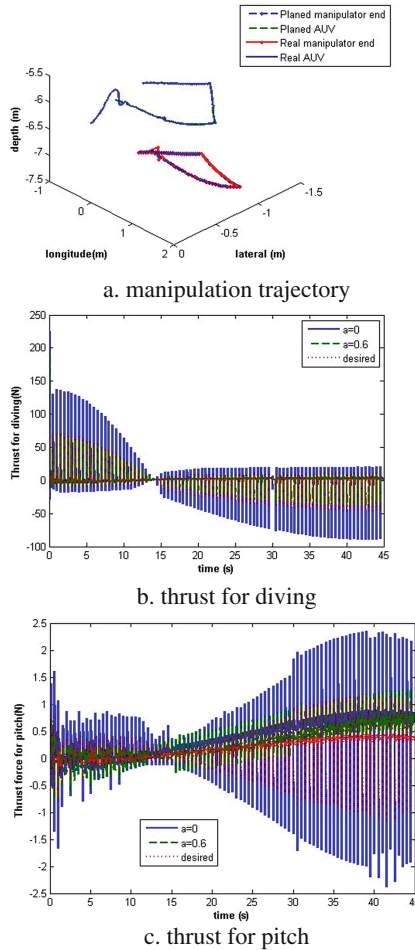 Planed manipulator end
Planed AUV
Real manipulator end
Real AUV
-5.5
-6
-6.5
-7
-7.5
depth (m)
-1
0
1
2
longitude(m)
0
-0.5
-1
-1.5
lateral (m)
a. manipulation trajectory
250
200
150
100
50
0
-50
-100
Thrust for diving(N)
a=0
a=0.6
desired
0 5 10 15 20 25 30 35 40 45
time (s)
b. thrust for diving
2.5
2
1.5
1
0.5
0
-0.5
-1
-1.5
-2
-2.5
Thrust force for pitch(N)
a=0
a=0.6
desired
0 5 10 15 20 25 30 35 40 45
time (s)
c. thrust for pitch